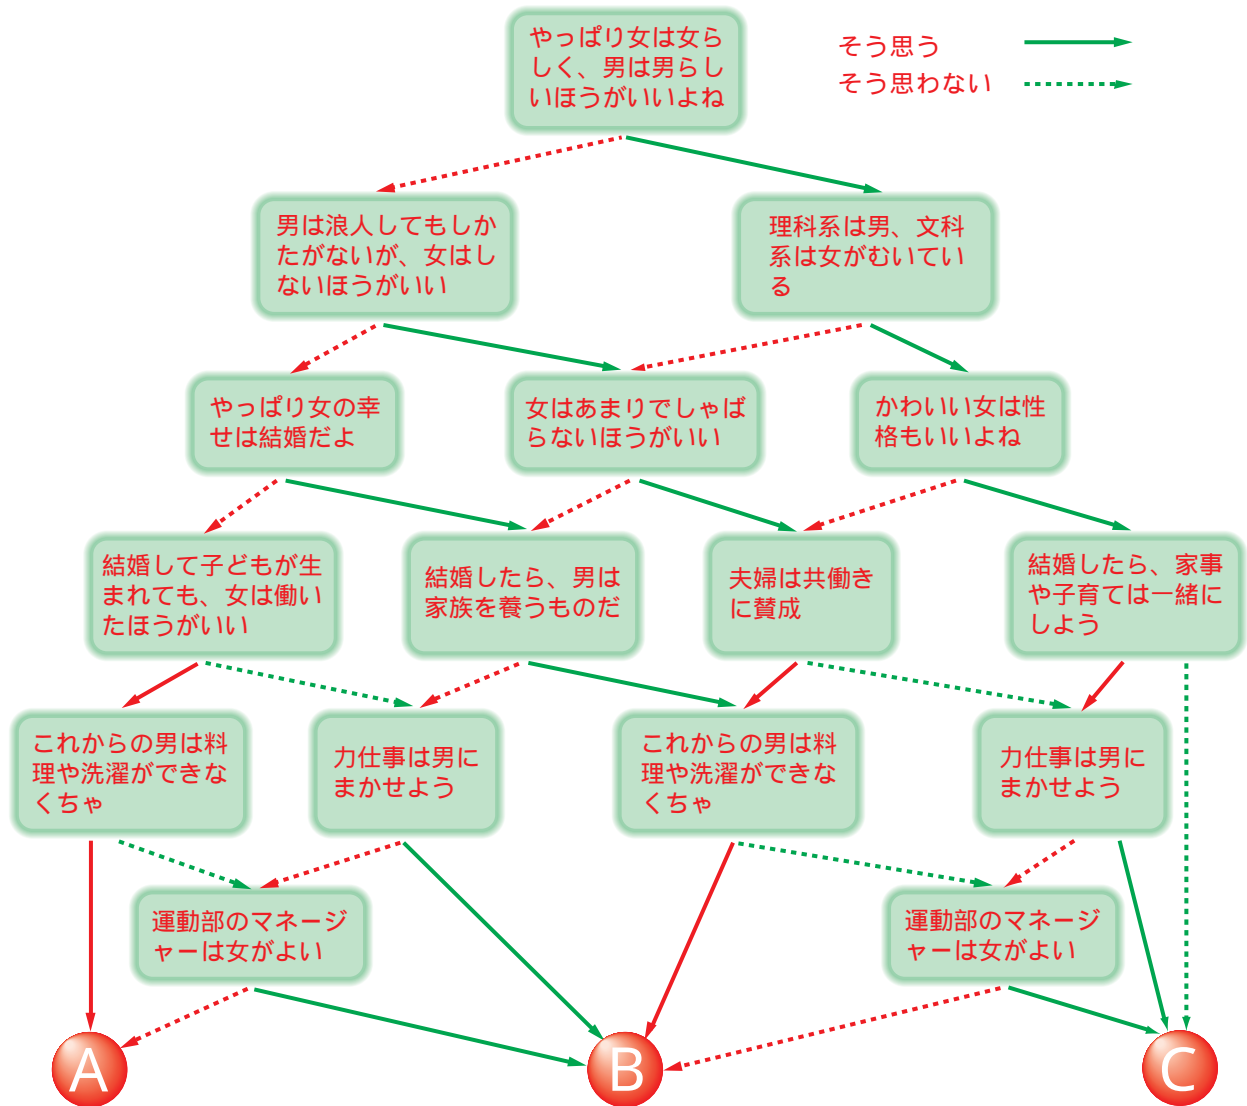 やっぱり女は女ら
しく、男は男らし
いほうがいいよね
そう思う
そう思わない
男は浪人してもしか
たがないが、女はし
ないほうがいい
理科系は男、文科
系は女がむいてい
る
やっぱり女の幸
せは結婚だよ
女はあまりでしゃば
らないほうがいい
かわいい女は性
格もいいよね
結婚して子どもが生
まれても、女は働い
たほうがいい
結婚したら、男は
家族を養うものだ
夫婦は共働き
に賛成
結婚したら、家事
や子育ては一緒に
しよう
これからの男は料
理や洗濯ができな
くちゃ
力仕事は男に
まかせよう
これからの男は料
理や洗濯ができな
くちゃ
力仕事は男に
まかせよう
運動部のマネージ
ャーは女がよい
運動部のマネージ
ャーは女がよい
A
B
C